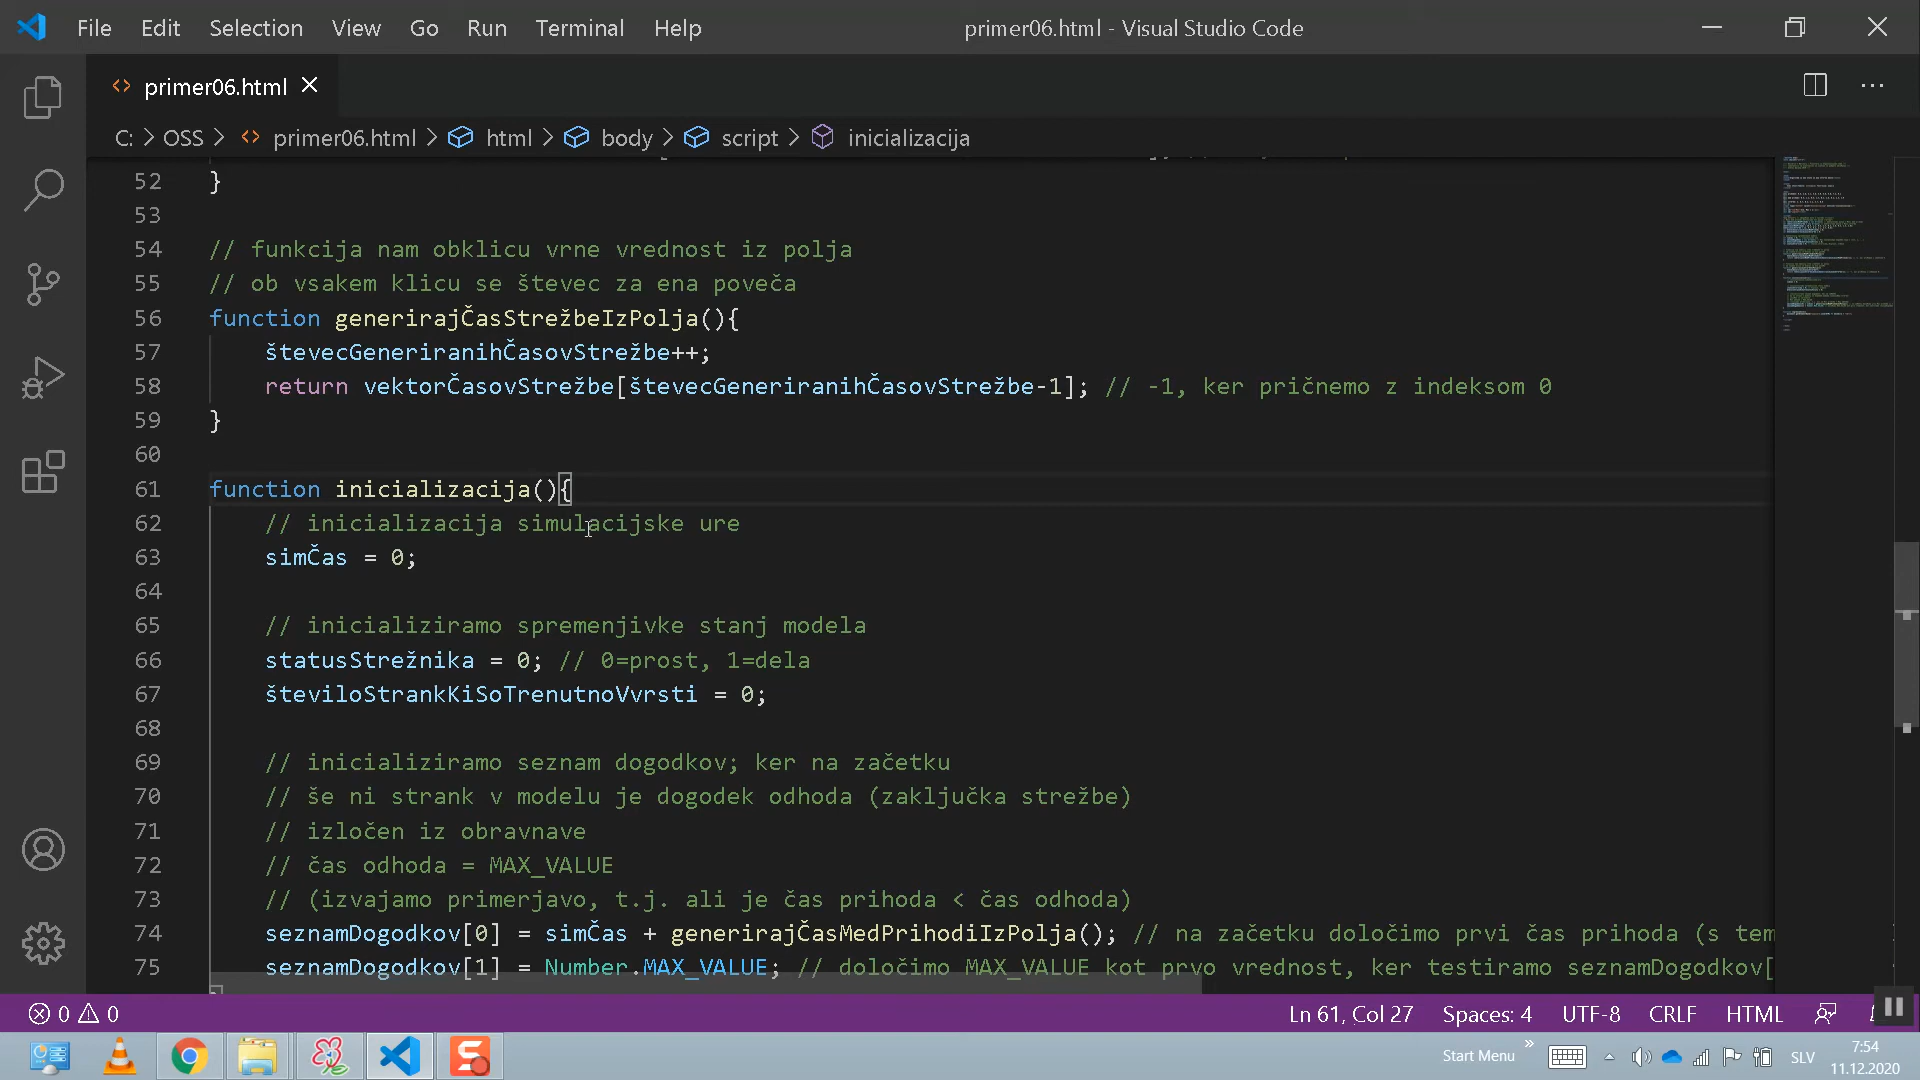 File Edit Selection View Go Run Terminal Help primer06.html - Visual Studio Code
primer06.html
C: > OSS > primer06.html > html > body > script > inicializacija
52 }
53
54 // funkcija nam obklicu vrne vrednost iz polja
55 // ob vsakem klicu se števec za ena poveča
56 function generirajČasStrežbeIzPolja(){
57 števecGeneriranihČasovStrežbe++;
58 return vektorČasovStrežbe[števecGeneriranihČasovStrežbe-1]; // -1, ker pričnemo z indeksom 0
59 }
60
61 function inicializacija(){
62 // inicializacija simulacijske ure
63 simČas = 0;
64
65 // inicializiramo spremenjivke stanj modela
66 statusStrežnika = 0; // 0=prost, 1=dela
67 številoStrankKiSoTrenutnoVvrsti = 0;
68
69 // inicializiramo seznam dogodkov; ker na začetku
70 // še ni strank v modelu je dogodek odhoda (zaključka strežbe)
71 // izločen iz obravnave
72 // čas odhoda = MAX_VALUE
73 // (izvajamo primerjavo, t.j. ali je čas prihoda < čas odhoda)
74 seznamDogodkov[0] = simČas + generirajČasMedPrihodiIzPolja(); // na začetku določimo prvi čas prihoda (s tem
75 seznamDogodkov[1] = Number.MAX_VALUE; // določimo MAX_VALUE kot prvo vrednost, ker testiramo seznamDogodkov[
0 0 Ln 61, Col 27 Spaces: 4 UTF-8 CRLF HTML
Start Menu » SLV 7:54
11.12.2020